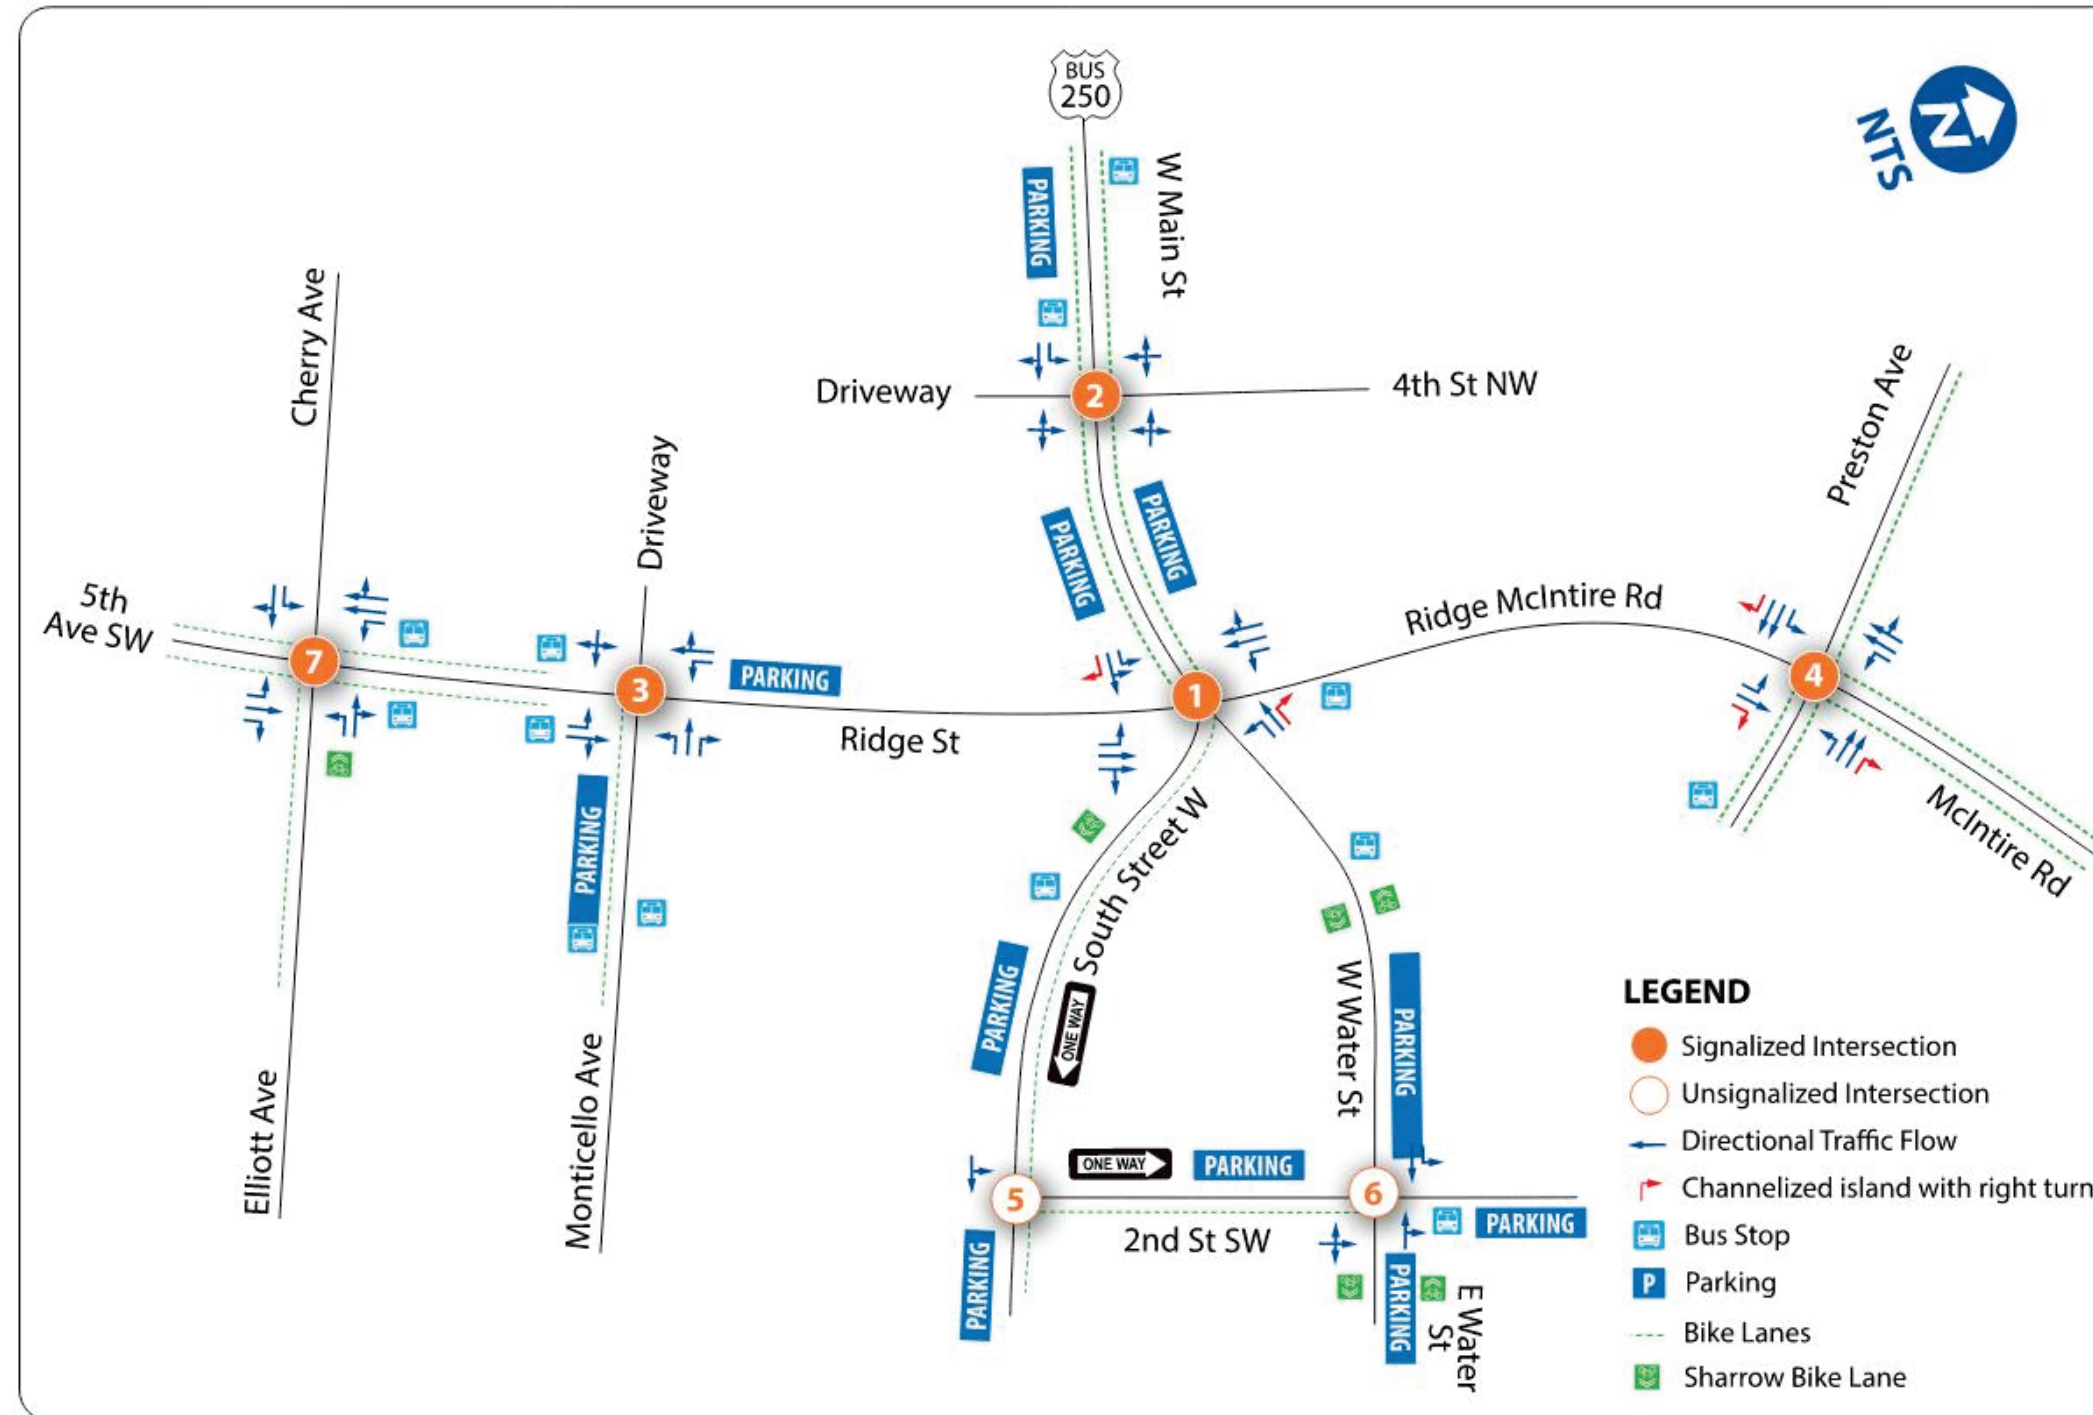 BUS
250
N
NTS
W Main St
PARKING
Cherry Ave
Preston Ave
Driveway
2
4th St NW
Driveway
PARKING
PARKING
5th
Ave SW
Ridge McIntire Rd
7
3
PARKING
1
4
Ridge St
McIntire Rd
PARKING
South Street W
PARKING
ONE WAY
W Water St
PARKING
Elliott Ave
Monticello Ave
ONE WAY
PARKING
5
6
2nd St SW
PARKING
PARKING
PARKING
E Water
St
LEGEND
Signalized Intersection
Unsignalized Intersection
Directional Traffic Flow
Channelized island with right turn
Bus Stop
P
Parking
Bike Lanes
Sharrow Bike Lane